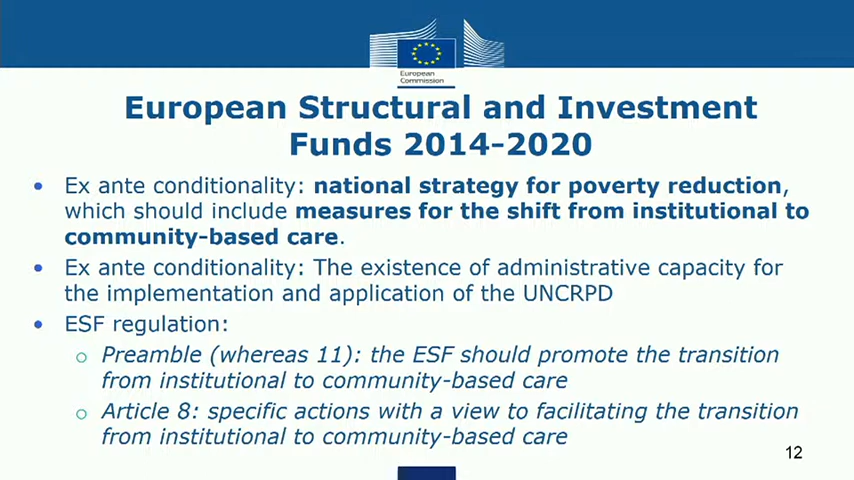 European
Commission
European Structural and Investment
Funds 2014-2020
• Ex ante conditionality: national strategy for poverty reduction,
which should include measures for the shift from institutional to
community-based care.
• Ex ante conditionality: The existence of administrative capacity for
the implementation and application of the UNCRPD
• ESF regulation:
o Preamble (whereas 11): the ESF should promote the transition
from institutional to community-based care
o Article 8: specific actions with a view to facilitating the transition
from institutional to community-based care
12